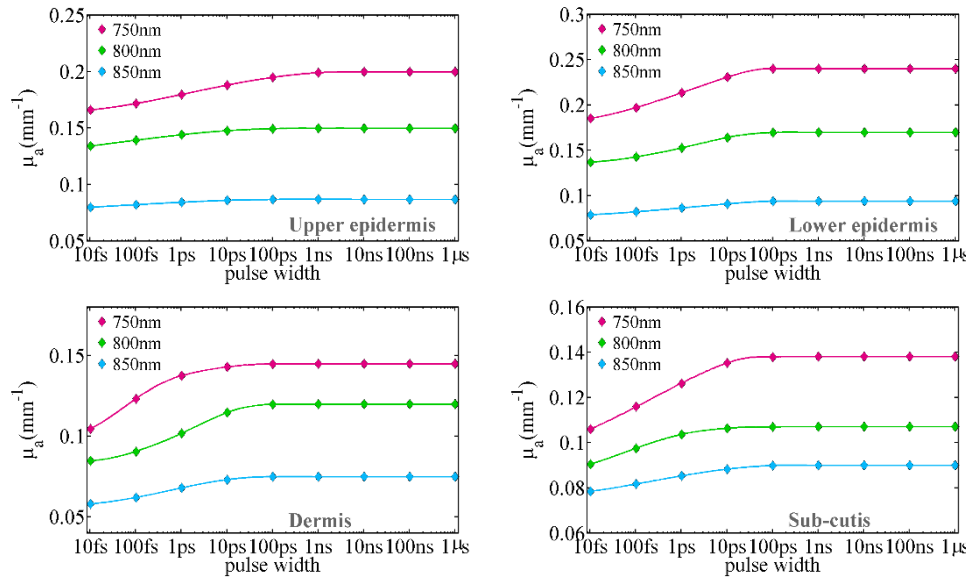 0.25
0.2
0.15
0.1
0.05
μa(mm-1)
750nm
800nm
850nm
Upper epidermis
10fs 100fs 1ps 10ps 100ps 1ns 10ns 100ns 1μs
pulse width
0.3
0.25
0.2
0.15
0.1
0.05
μa(mm-1)
750nm
800nm
850nm
Lower epidermis
10fs 100fs 1ps 10ps 100ps 1ns 10ns 100ns 1μs
pulse width
0.15
0.1
0.05
μa(mm-1)
750nm
800nm
850nm
Dermis
10fs 100fs 1ps 10ps 100ps 1ns 10ns 100ns 1μs
pulse width
0.16
0.14
0.12
0.10
0.08
0.06
μa(mm-1)
750nm
800nm
850nm
Sub-cutis
10fs 100fs 1ps 10ps 100ps 1ns 10ns 100ns 1μs
pulse width